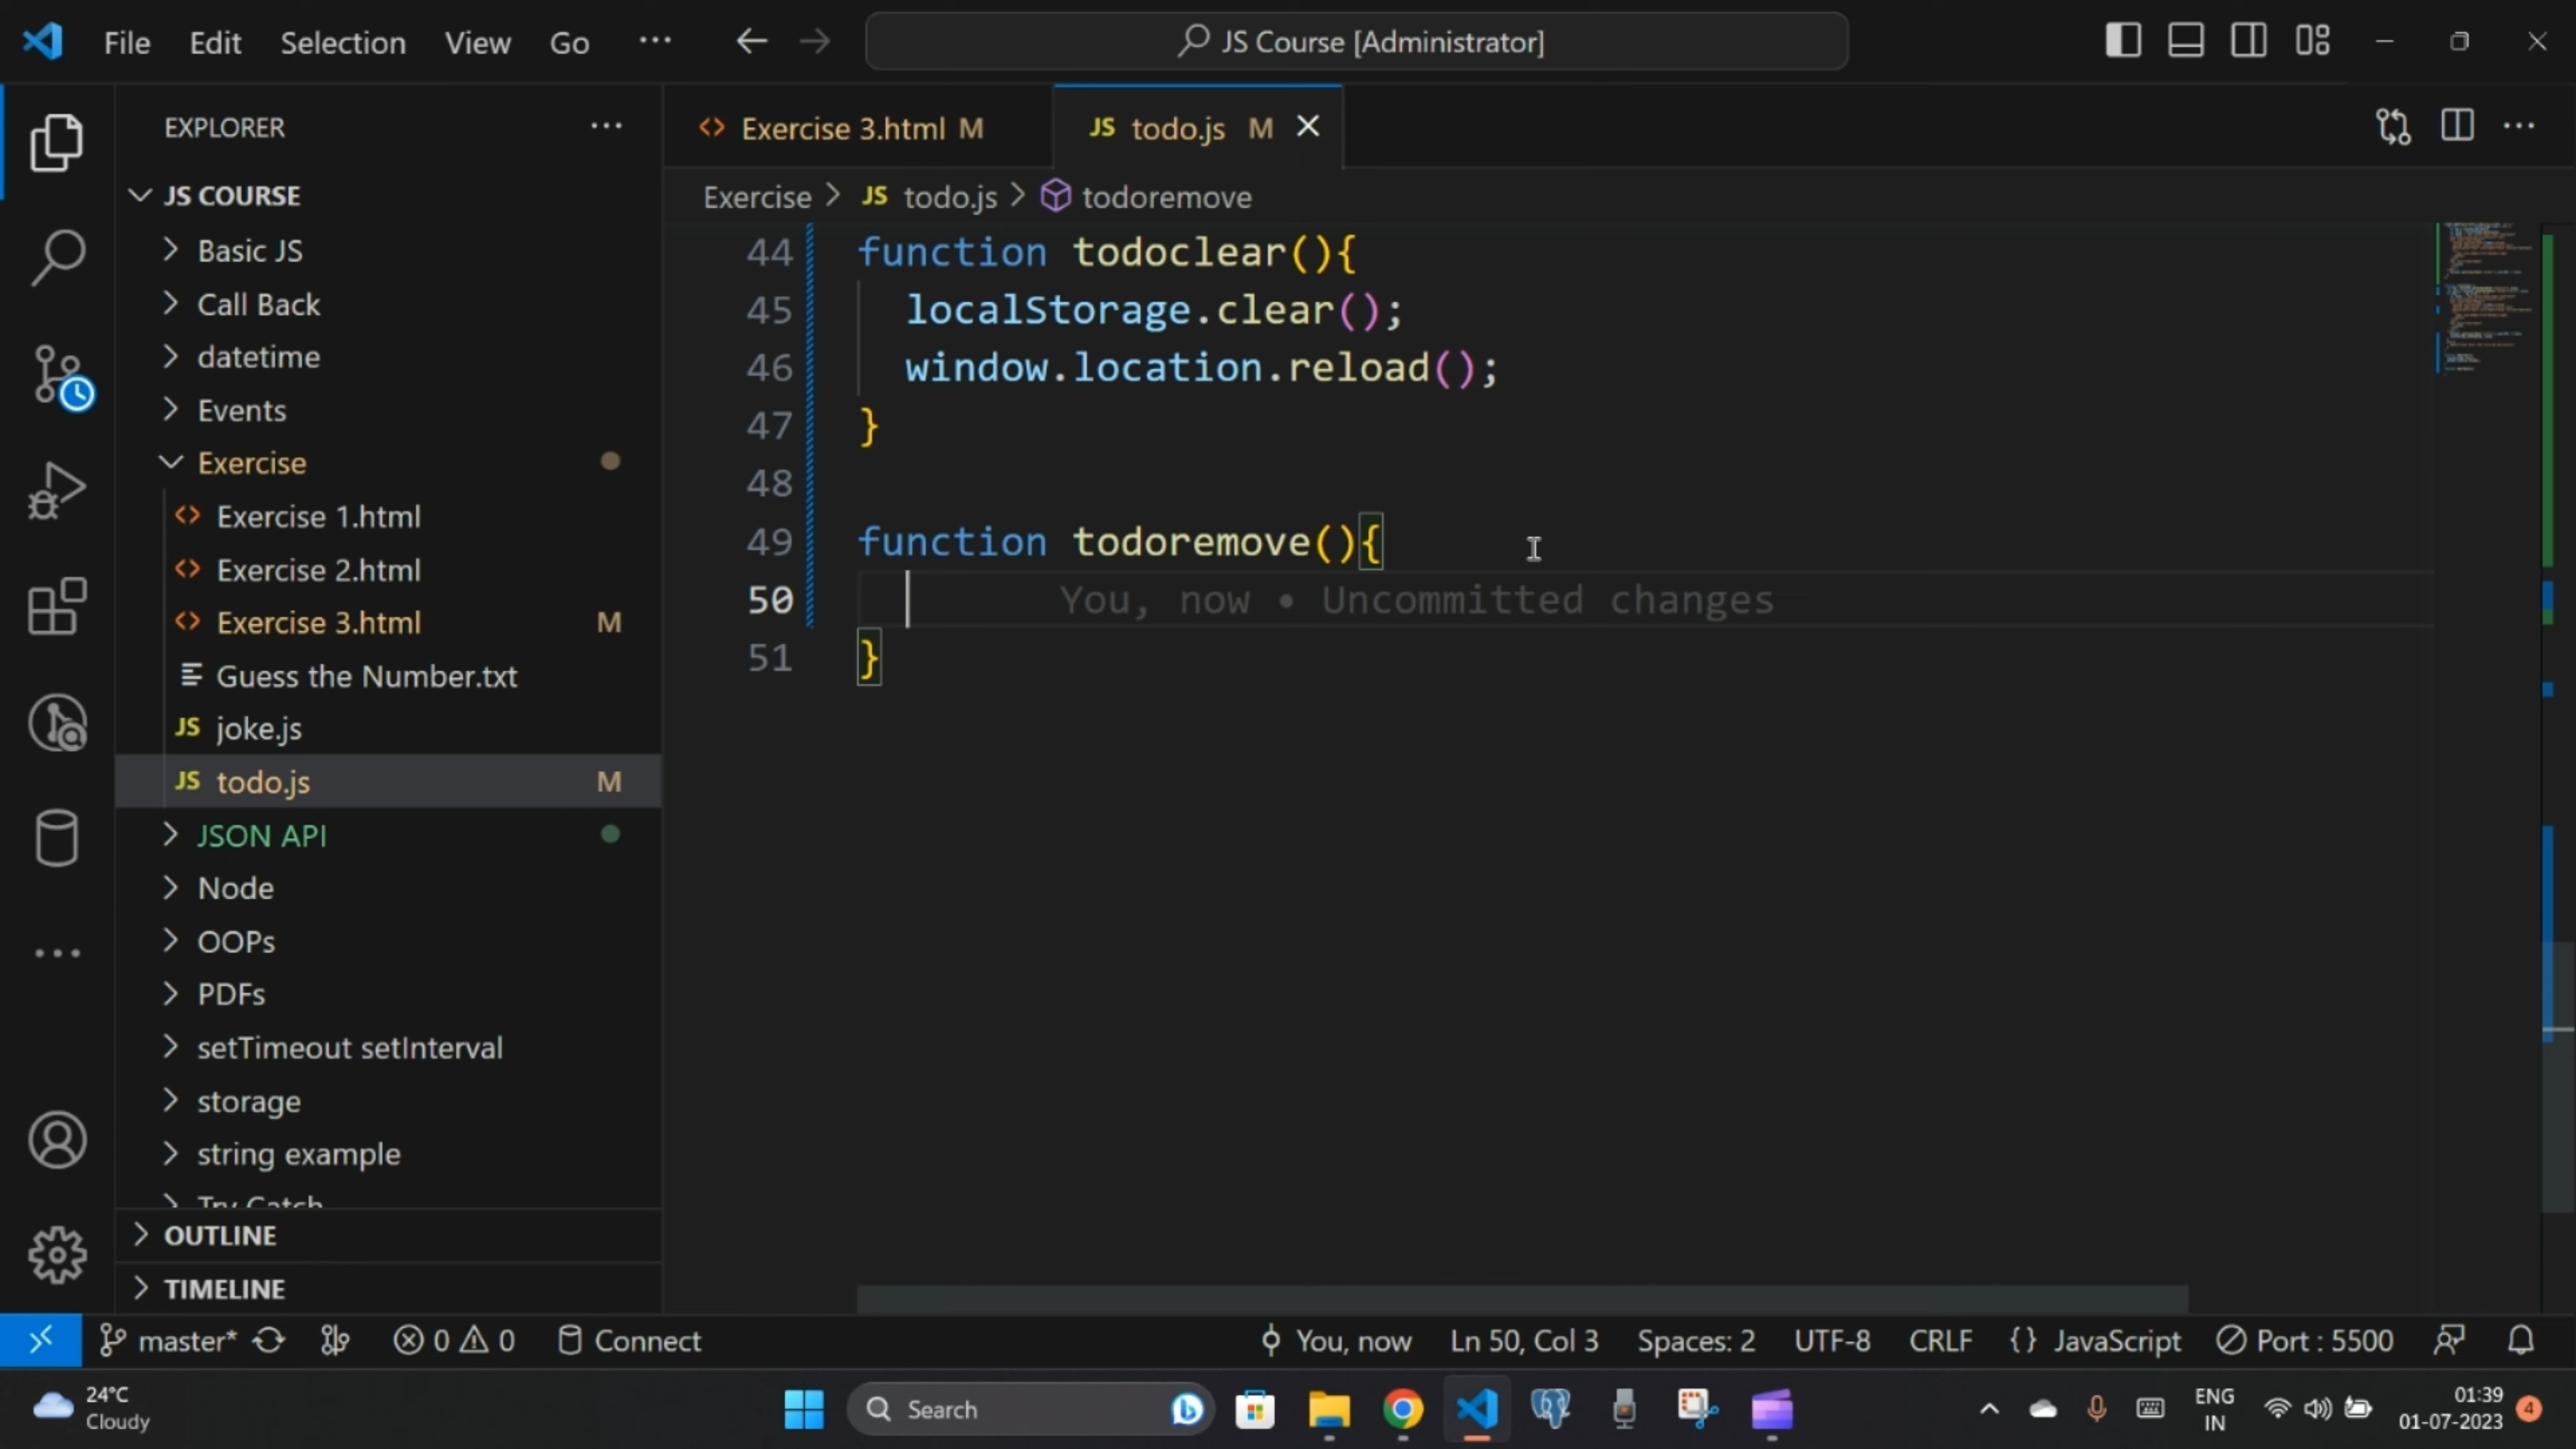 File Edit Selection View Go ··· JS Course [Administrator]
EXPLORER ···
Exercise 3.html M
JS todo.js M
JS COURSE
Exercise > JS todo.js > todoremove
Basic JS
Call Back
datetime
Events
Exercise
Exercise 1.html
Exercise 2.html
Exercise 3.html M
Guess the Number.txt
JS joke.js
JS todo.js M
JSON API
Node
OOPs
PDFs
setTimeout setInterval
storage
string example
Try Catch
OUTLINE
TIMELINE
44 function todoclear(){
45 localStorage.clear();
46 window.location.reload();
47 }
48
49 function todoremove(){
50 You, now • Uncommitted changes
51 }
master* 0 0 Connect You, now Ln 50, Col 3 Spaces: 2 UTF-8 CRLF {} JavaScript Port : 5500
24°C
Cloudy
Search
ENG
IN
01:39
01-07-2023
4